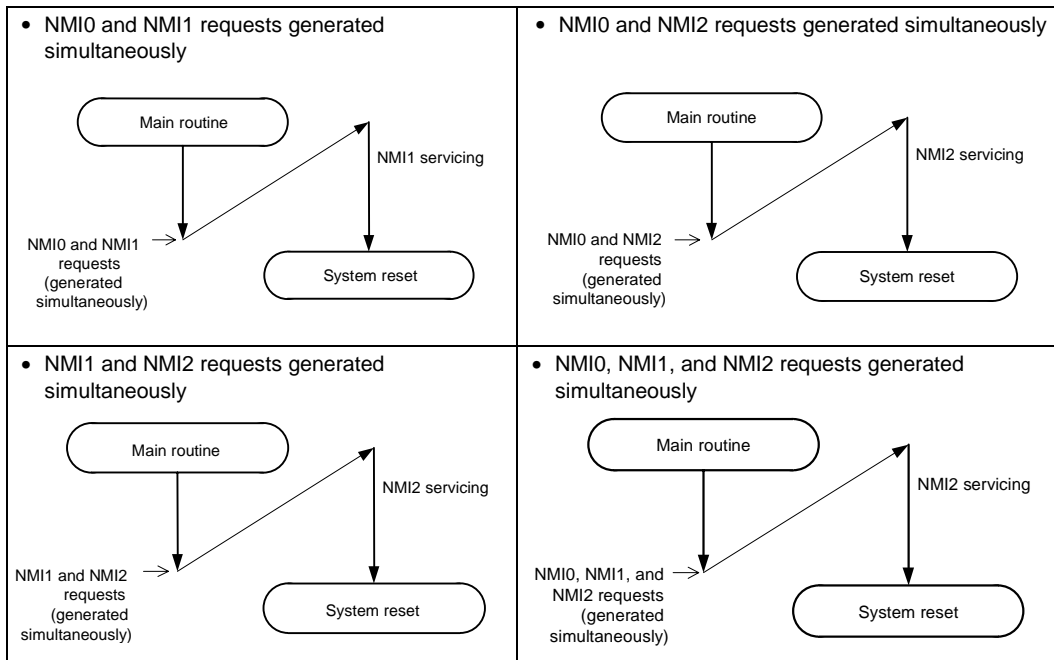 • NMI0 and NMI1 requests generated
simultaneously
Main routine
NMI1 servicing
NMI0 and NMI1
requests
(generated
simultaneously)
System reset
• NMI0 and NMI2 requests generated simultaneously
Main routine
NMI2 servicing
NMI0 and NMI2
requests
(generated
simultaneously)
System reset
• NMI1 and NMI2 requests generated
simultaneously
Main routine
NMI2 servicing
NMI1 and NMI2
requests
(generated
simultaneously)
System reset
• NMI0, NMI1, and NMI2 requests generated
simultaneously
Main routine
NMI2 servicing
NMI0, NMI1, and
NMI2 requests
(generated
simultaneously)
System reset